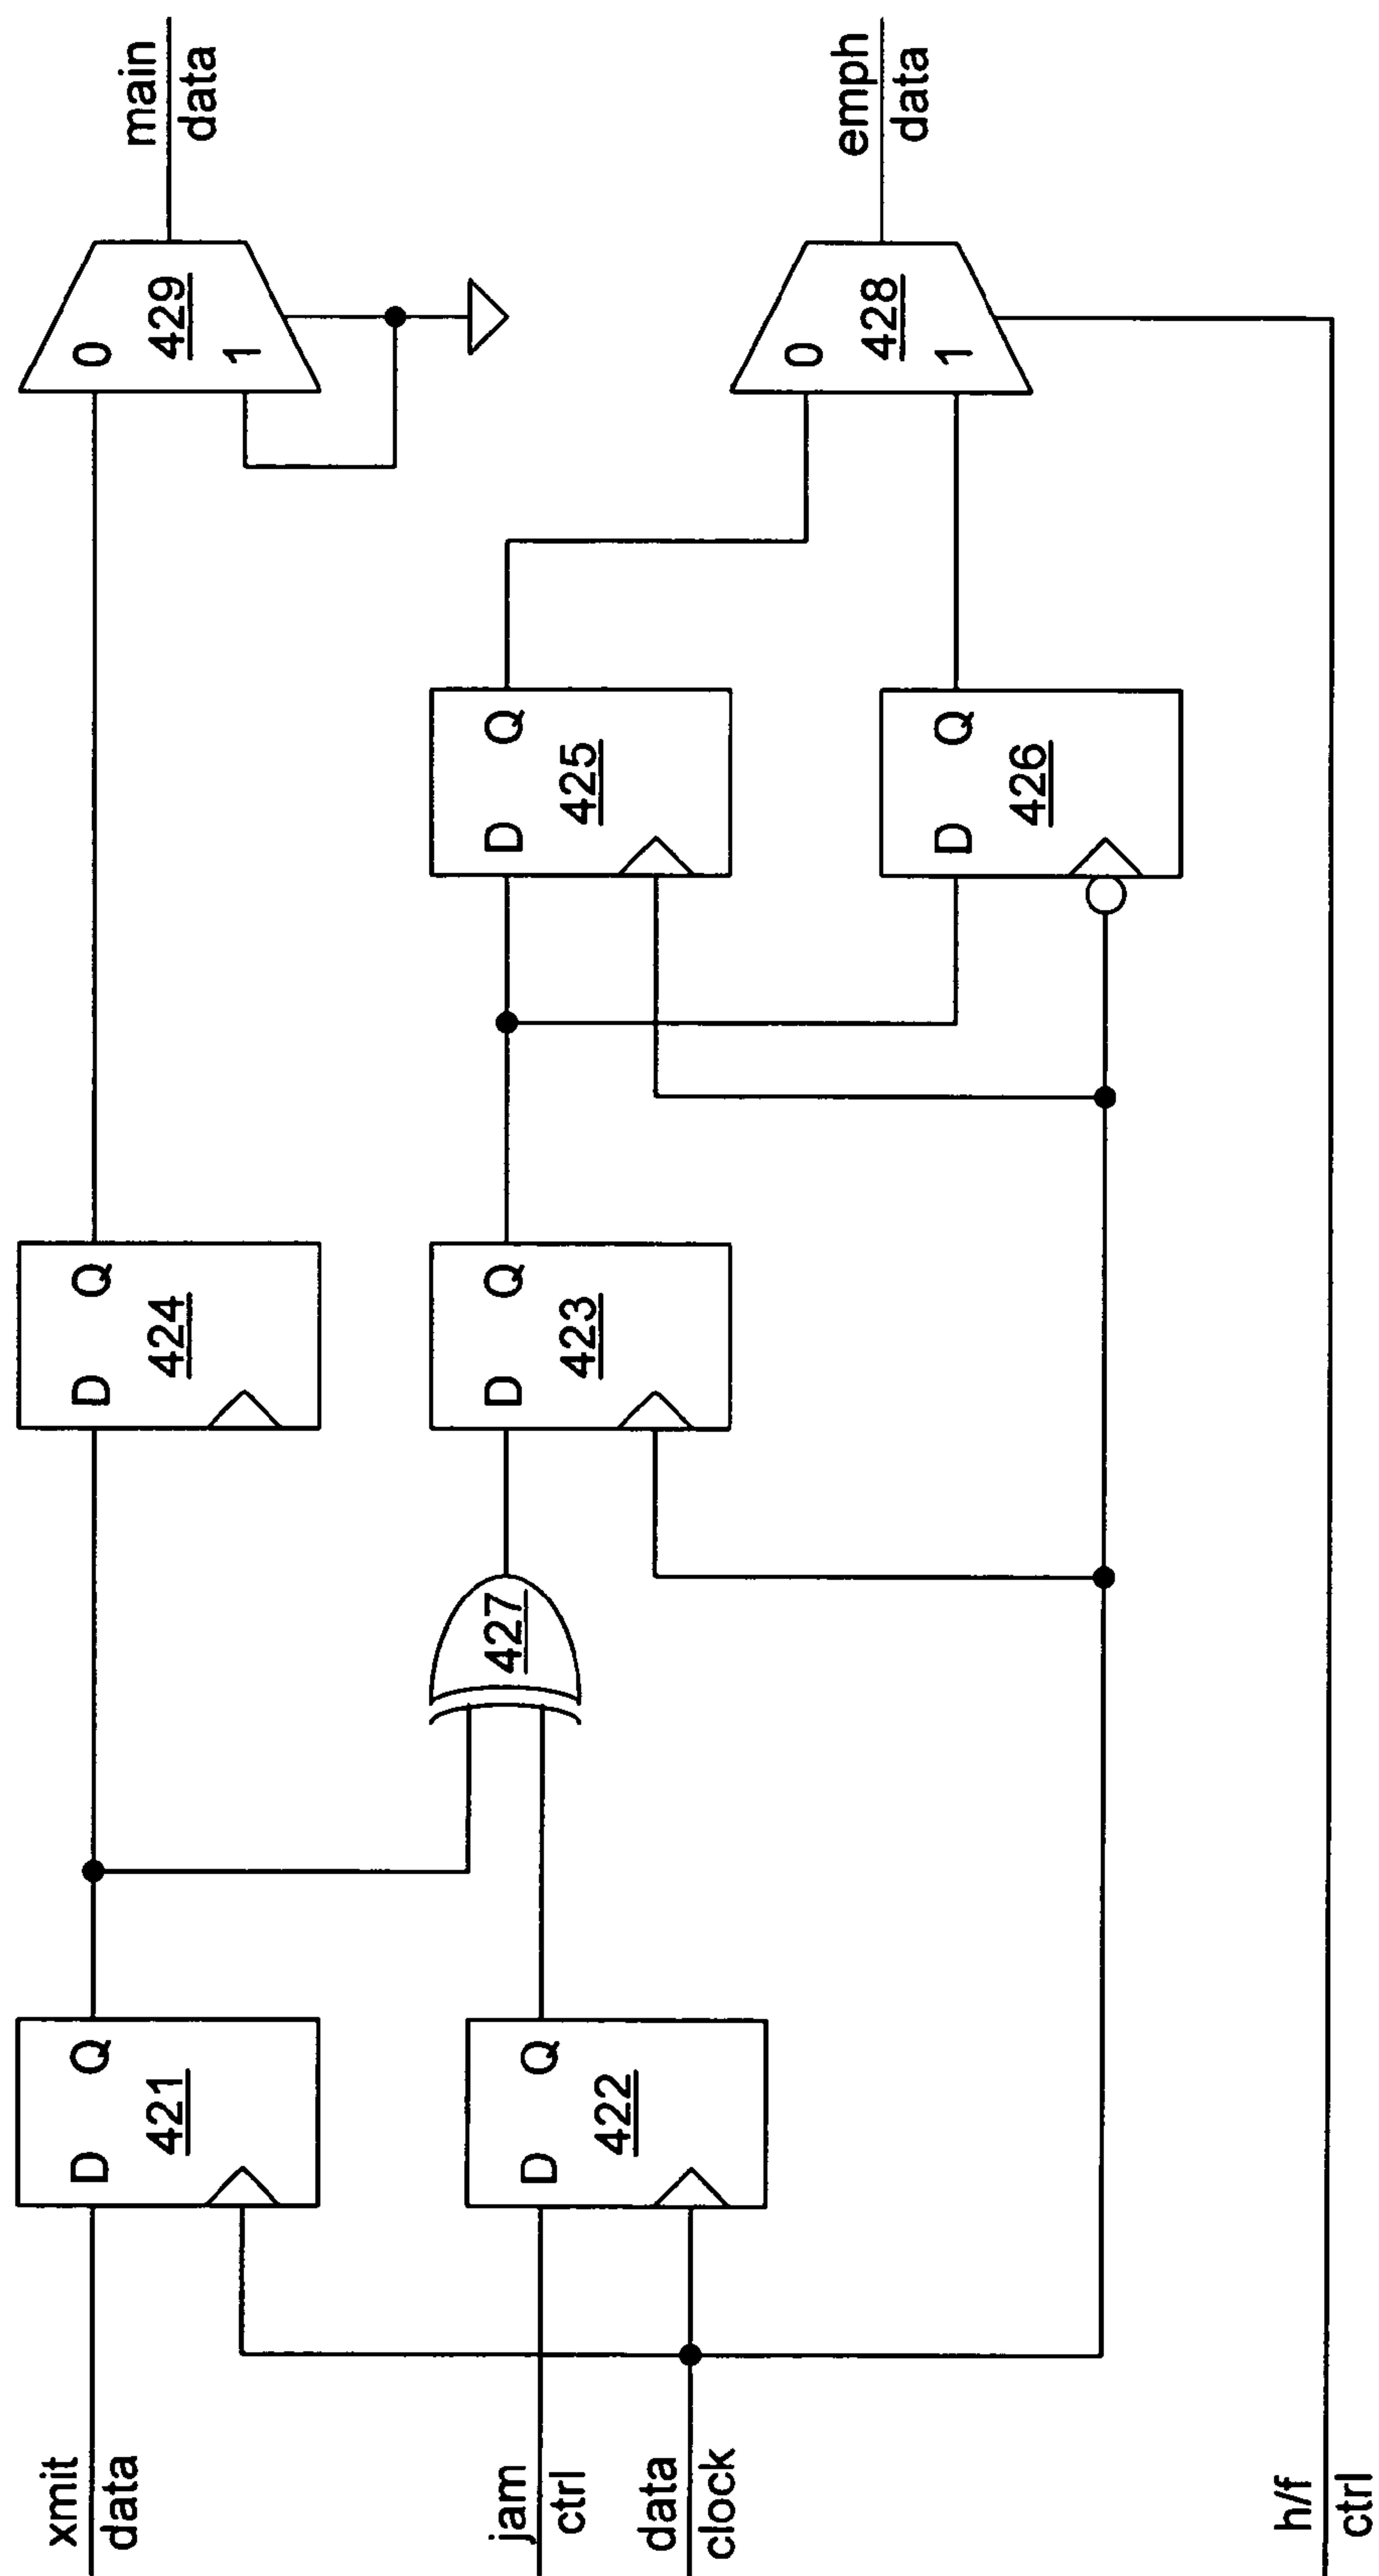 xmit
data
D
Q
421
D
Q
424
0
1
429
main
data
jam
ctrl
D
Q
422
427
D
Q
423
D
Q
425
0
1
428
emph
data
data
clock
D
Q
426
h/f
ctrl